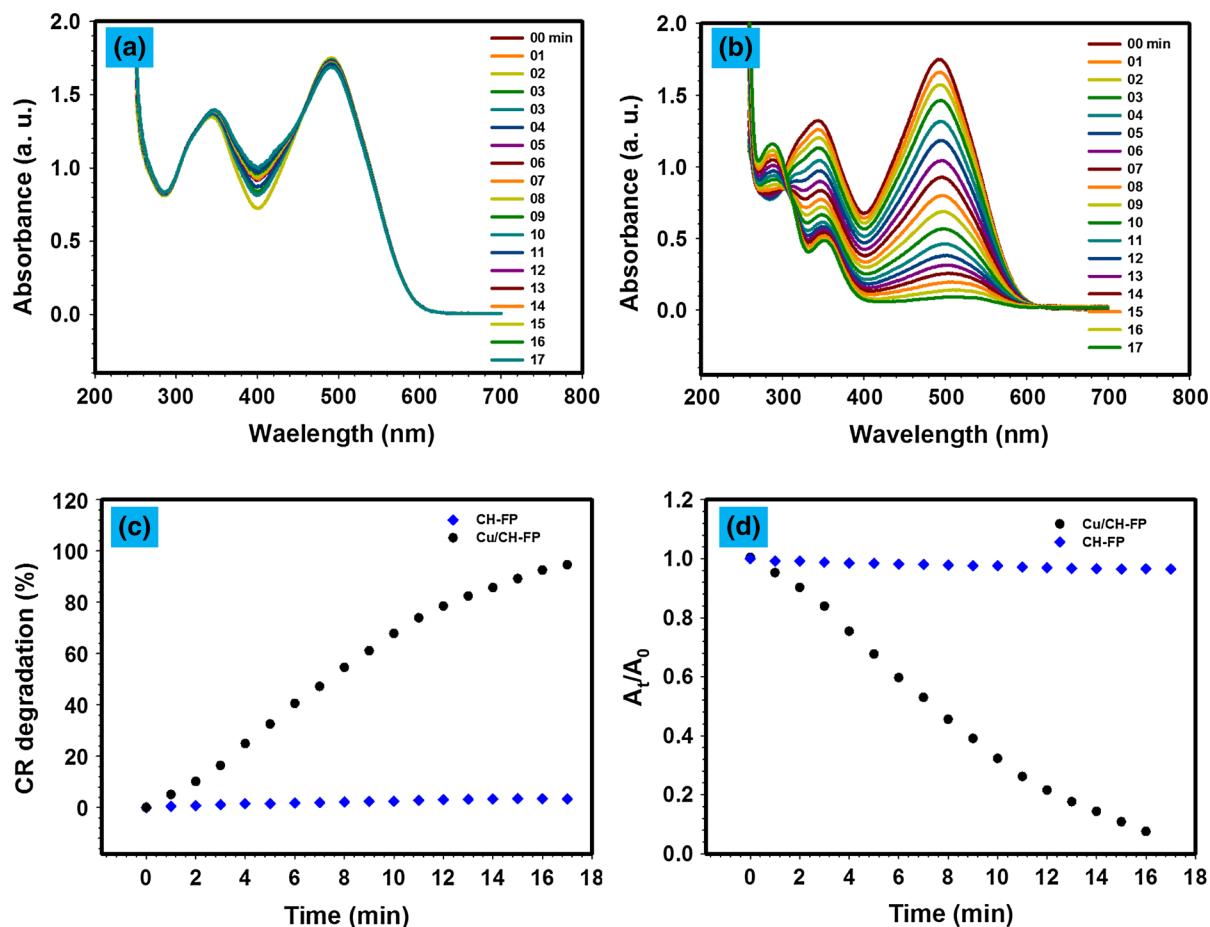 (a)
Absorbance (a. u.)
2.0
1.5
1.0
0.5
0.0
200 300 400 500 600 700 800
Waelength (nm)
00 min
01
02
03
03
04
05
06
07
08
09
10
11
12
13
14
15
16
17
(b)
Absorbance (a. u.)
2.0
1.5
1.0
0.5
0.0
200 300 400 500 600 700 800
Wavelength (nm)
00 min
01
02
03
04
05
06
07
08
09
10
11
12
13
14
15
16
17
(c)
CR degradation (%)
120
100
80
60
40
20
0
0 2 4 6 8 10 12 14 16 18
Time (min)
CH-FP
Cu/CH-FP
(d)
At/A0
1.2
1.0
0.8
0.6
0.4
0.2
0.0
0 2 4 6 8 10 12 14 16 18
Time (min)
Cu/CH-FP
CH-FP